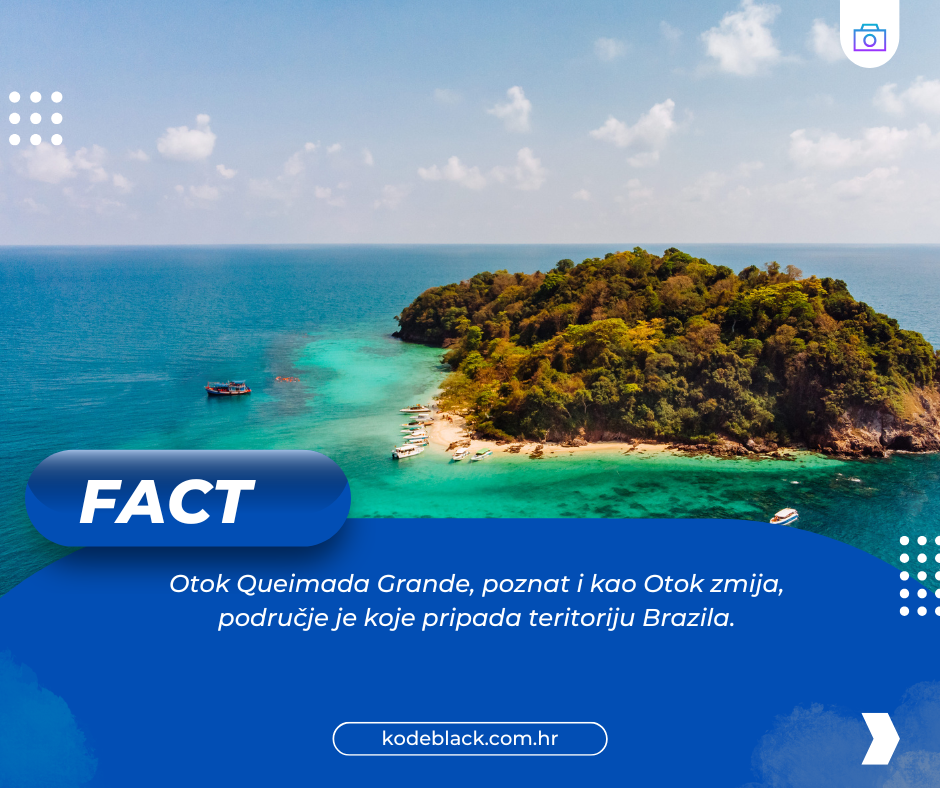 FACT
Otok Queimada Grande, poznat i kao Otok zmija,
područje je koje pripada teritoriju Brazila.
kodeblack.com.hr